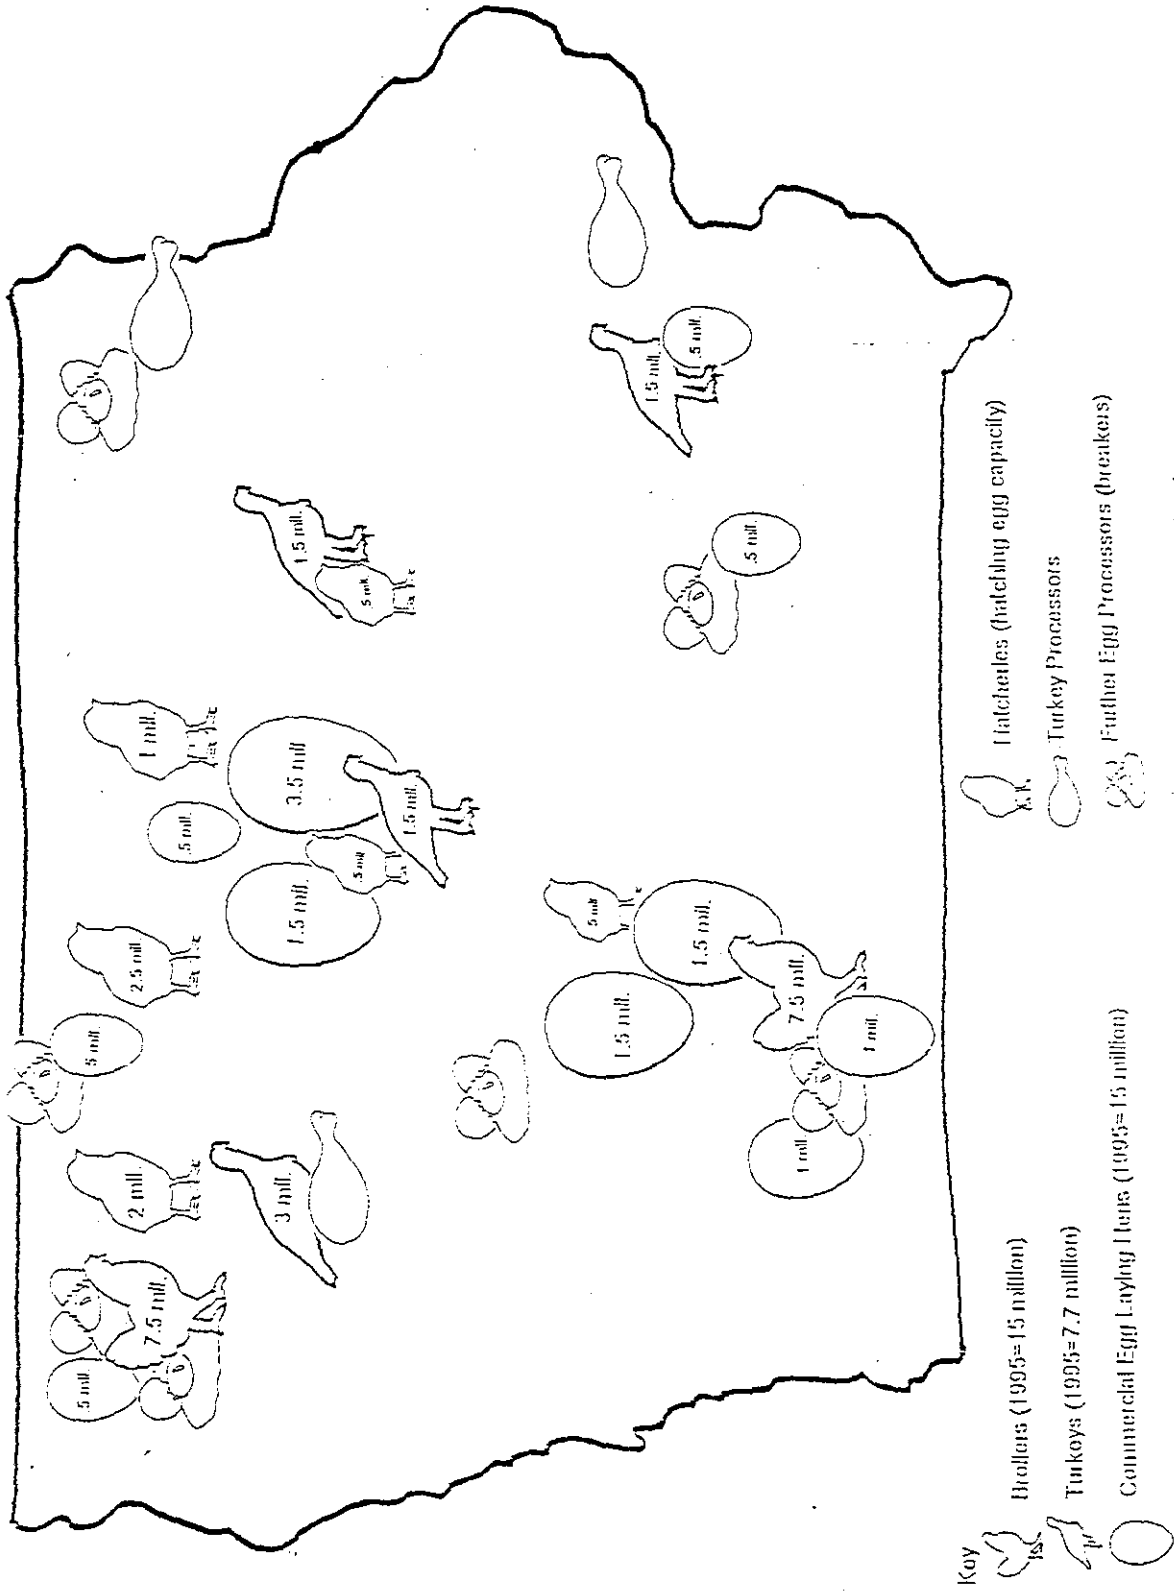 .5 mil.
.5 mil.
2 mil.
2.5 mil.
1 mil.
7.5 mil.
.5 mil.
3 mil.
1.5 mil.
3.5 mil
1.5 mil.
.5 mil
.5 mil.
1.5 mil.
.5 mil
1.5 mil.
1.5 mil.
.5 mil.
1.5 mil.
.5 mil.
7.5 mil.
1 mil.
1 mil.
Key
Broilers (1995=15 million)
Turkeys (1995=7.7 million)
Commercial Egg Laying Hens (1995=15 million)
Hatcheries (hatching egg capacity)
Turkey Processors
Further Egg Processors (breakers)